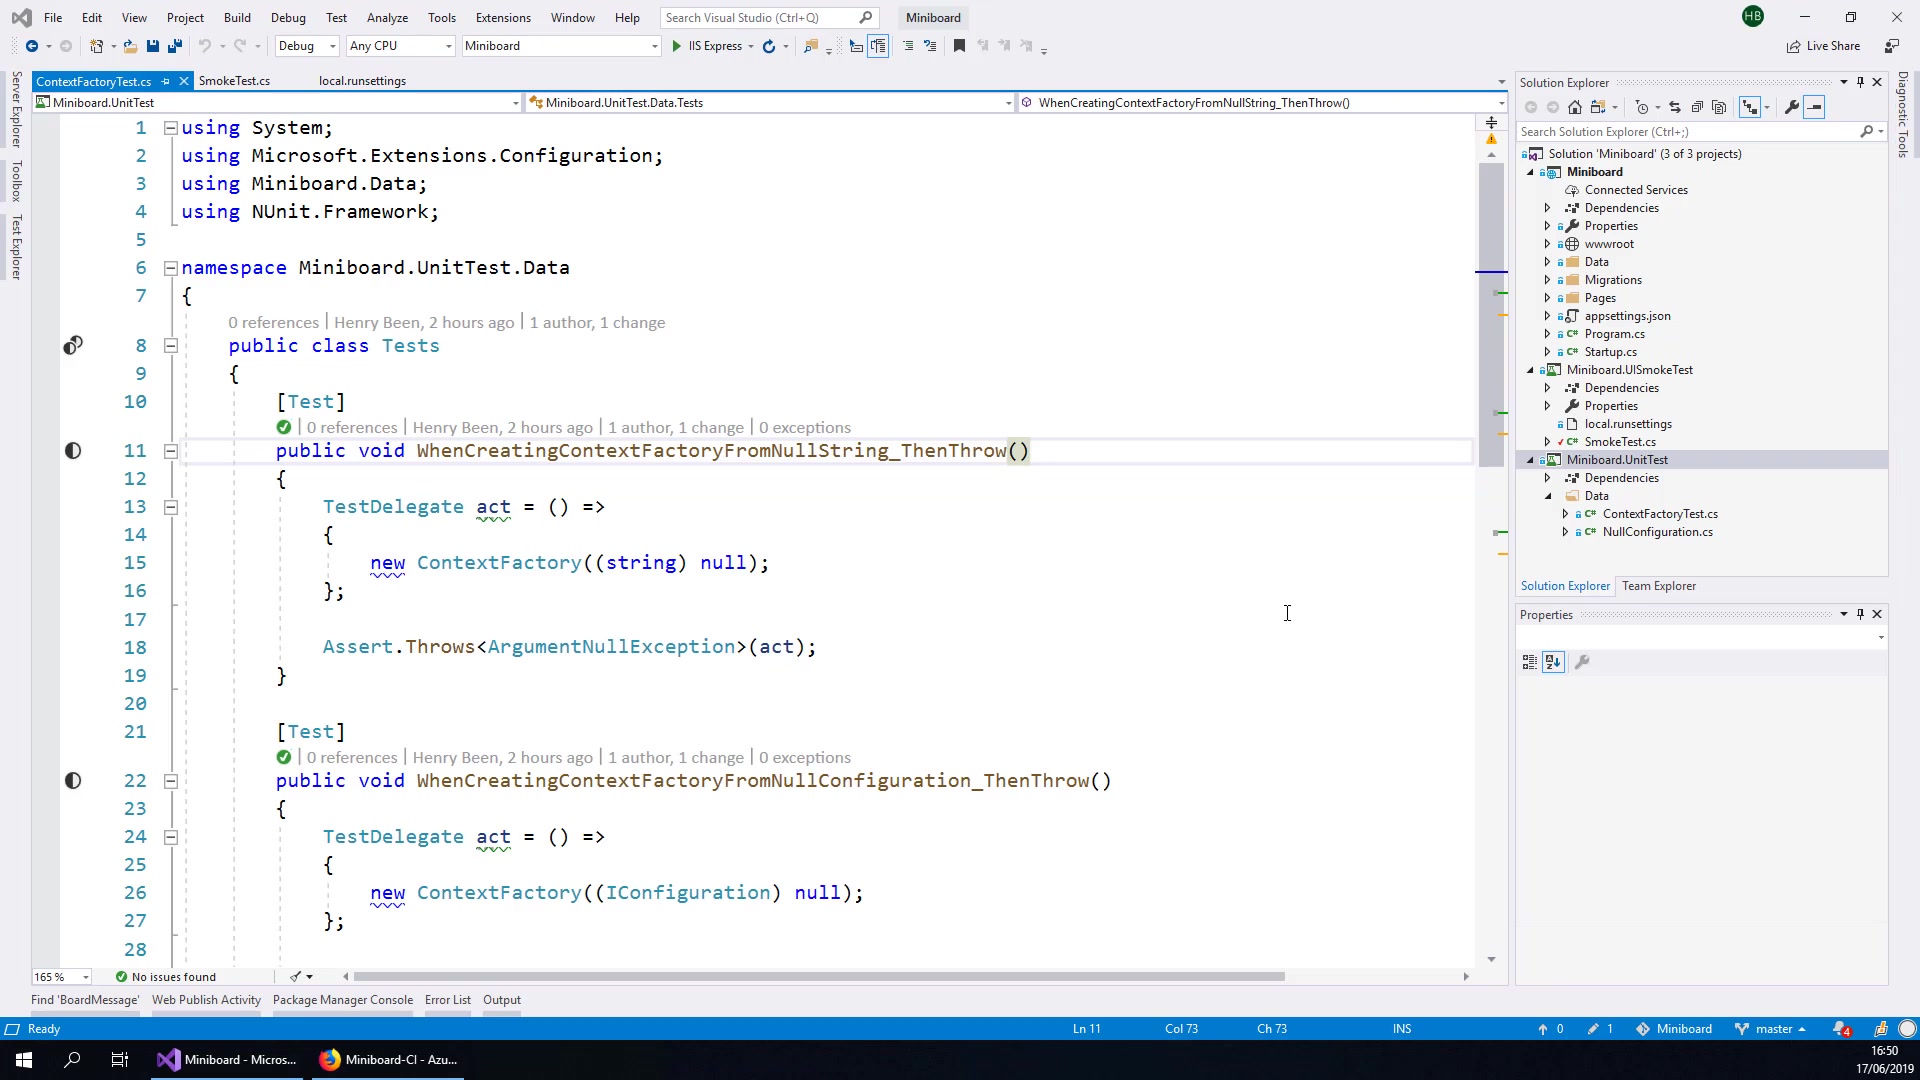 File Edit View Project Build Debug Test Analyze Tools Extensions Window Help Search Visual Studio (Ctrl+Q) Miniboard HB
Debug Any CPU Miniboard IIS Express Live Share
ContextFactoryTest.cs SmokeTest.cs local.runsettings
Miniboard.UnitTest Miniboard.UnitTest.Data.Tests WhenCreatingContextFactoryFromNullString_ThenThrow()
Server Explorer
Toolbox
Test Explorer
1 using System;
2 using Microsoft.Extensions.Configuration;
3 using Miniboard.Data;
4 using NUnit.Framework;
5
6 namespace Miniboard.UnitTest.Data
7 {
0 references | Henry Been, 2 hours ago | 1 author, 1 change
8 public class Tests
9 {
10 [Test]
| 0 references | Henry Been, 2 hours ago | 1 author, 1 change | 0 exceptions
11 public void WhenCreatingContextFactoryFromNullString_ThenThrow()
12 {
13 TestDelegate act = () =>
14 {
15 new ContextFactory((string) null);
16 };
17
18 Assert.Throws<ArgumentNullException>(act);
19 }
20
21 [Test]
| 0 references | Henry Been, 2 hours ago | 1 author, 1 change | 0 exceptions
22 public void WhenCreatingContextFactoryFromNullConfiguration_ThenThrow()
23 {
24 TestDelegate act = () =>
25 {
26 new ContextFactory((IConfiguration) null);
27 };
28
165 % No issues found
Solution Explorer
Search Solution Explorer (Ctrl+;)
Solution 'Miniboard' (3 of 3 projects)
Miniboard
Connected Services
Dependencies
Properties
wwwroot
Data
Migrations
Pages
appsettings.json
C# Program.cs
C# Startup.cs
Miniboard.UISmokeTest
Dependencies
Properties
local.runsettings
C# SmokeTest.cs
Miniboard.UnitTest
Dependencies
Data
C# ContextFactoryTest.cs
C# NullConfiguration.cs
Solution Explorer Team Explorer
Properties
Diagnostic Tools
Find 'BoardMessage' Web Publish Activity Package Manager Console Error List Output
Ready Ln 11 Col 73 Ch 73 INS 0 1 Miniboard master 4
Miniboard - Micros... Miniboard-CI - Azu...
16:50
17/06/2019